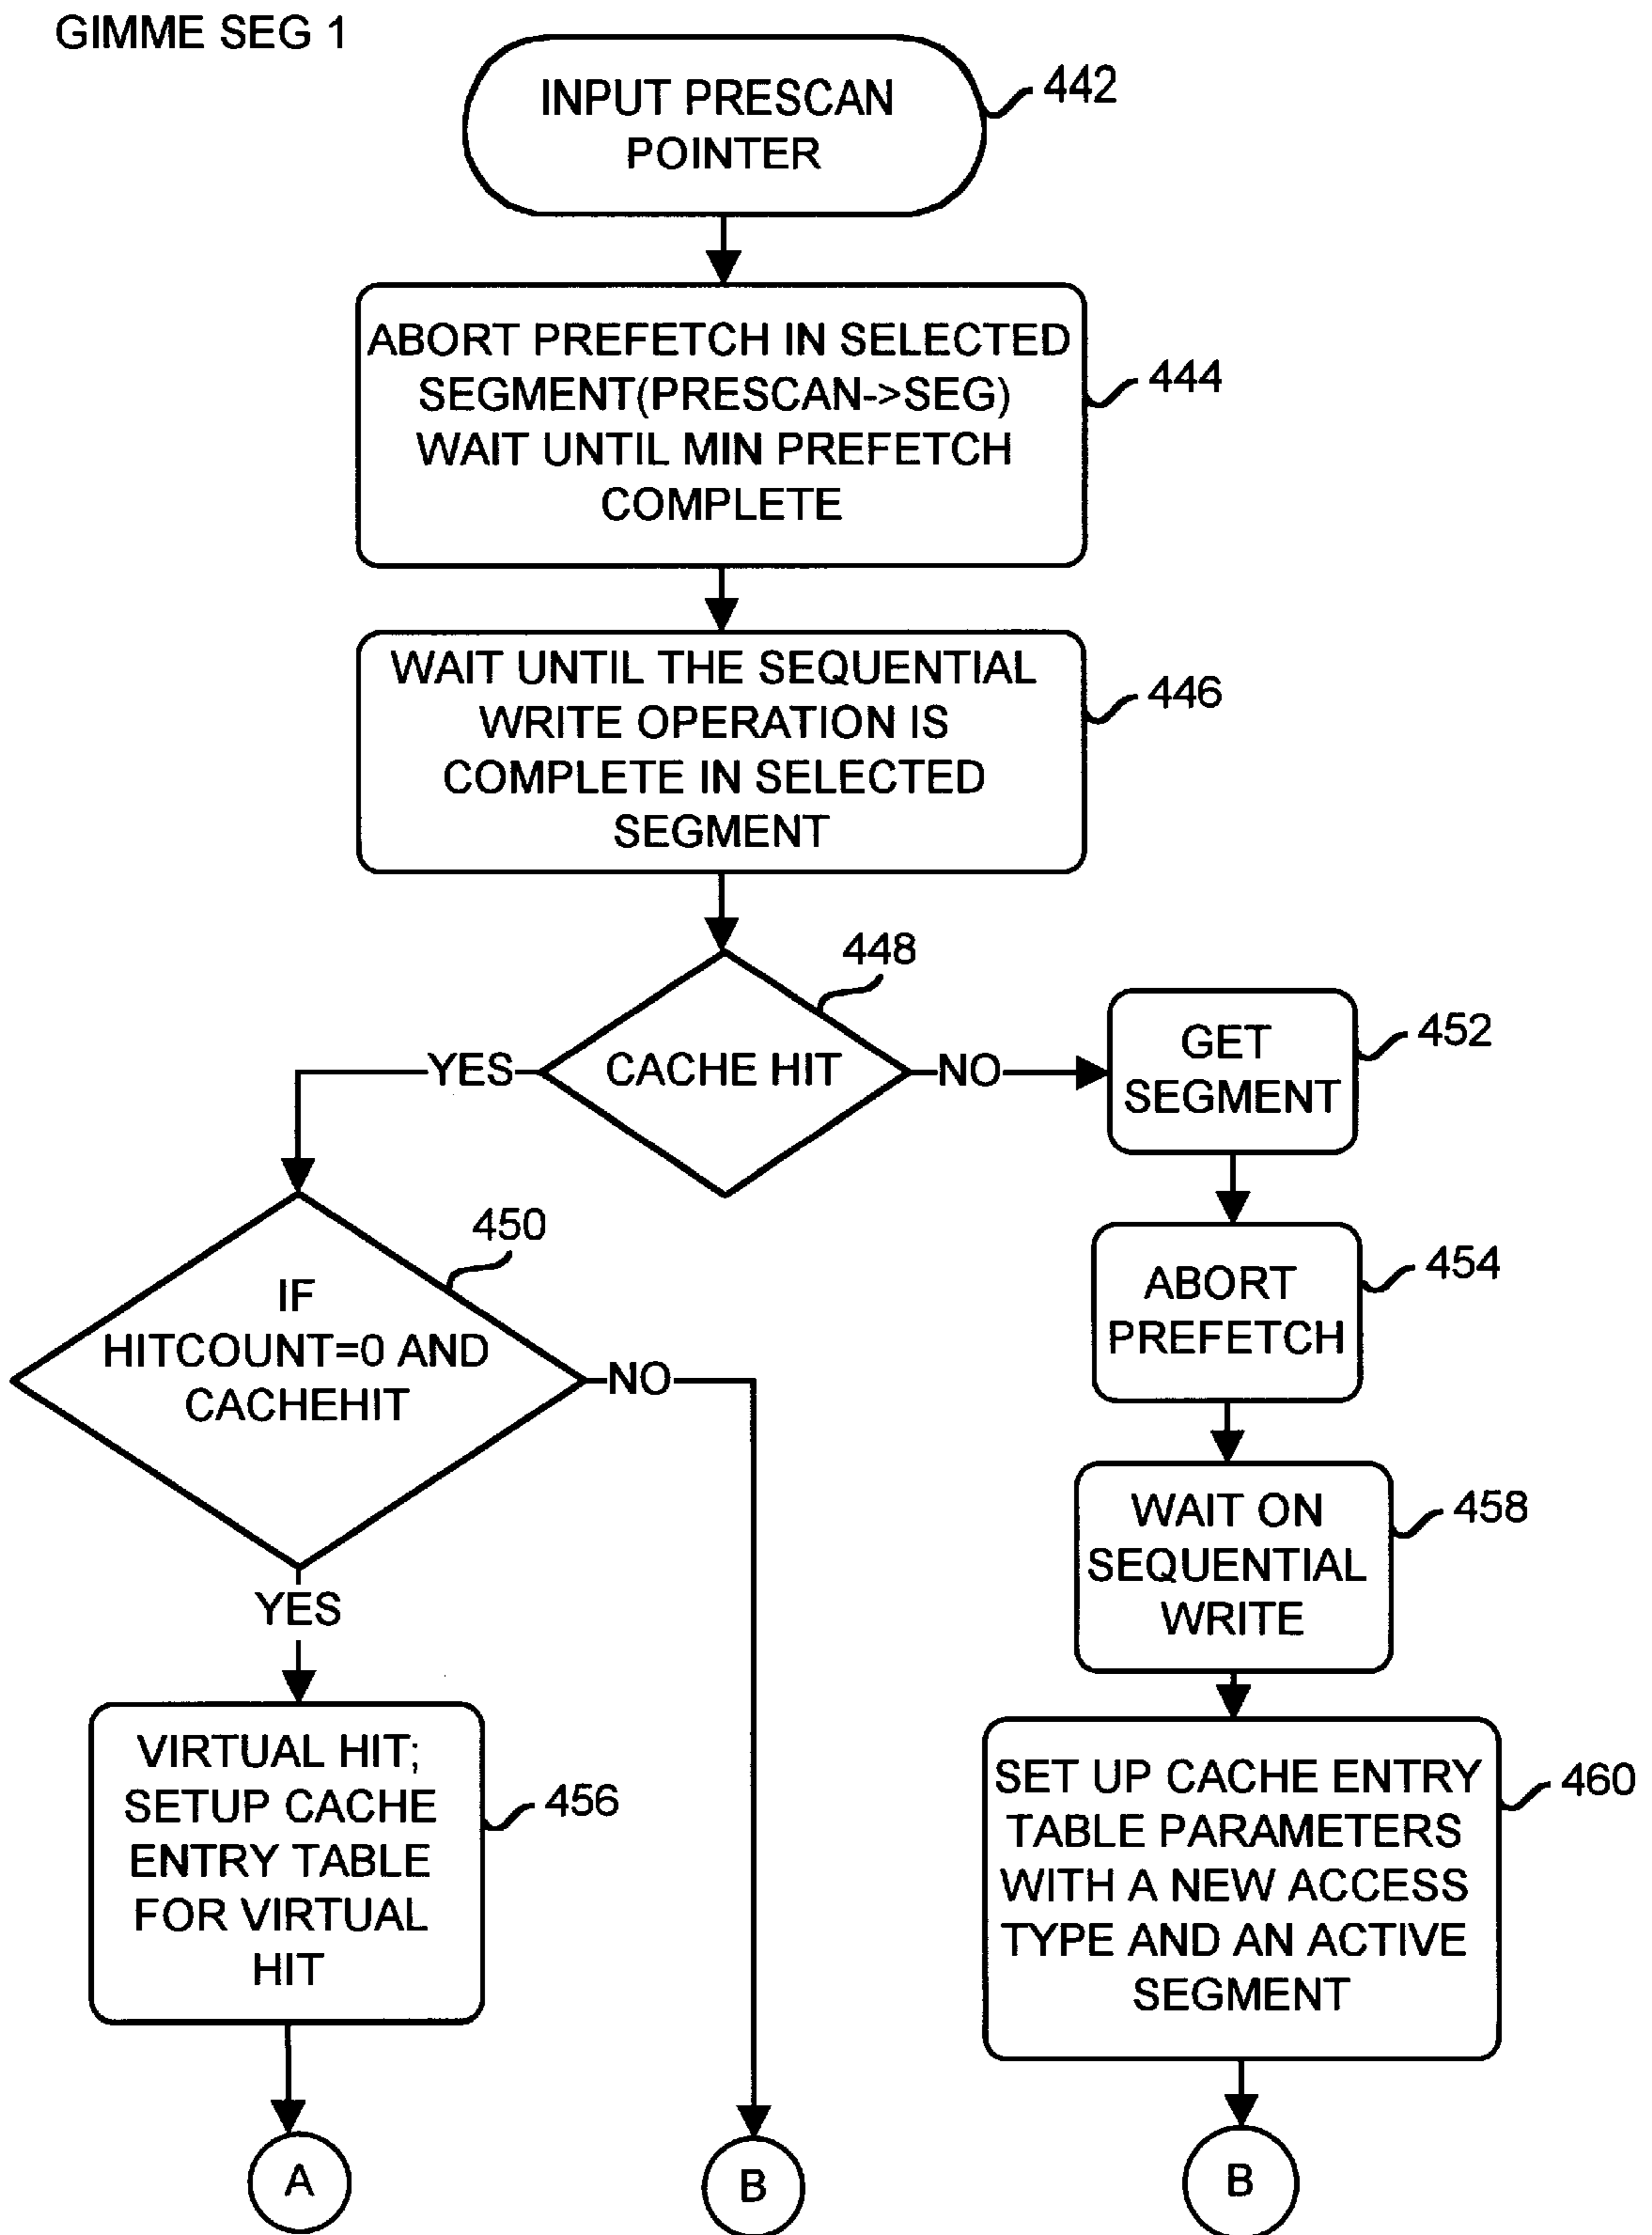 GIMME SEG 1
INPUT PRESCAN
POINTER
442
ABORT PREFETCH IN SELECTED
SEGMENT(PRESCAN->SEG)
WAIT UNTIL MIN PREFETCH
COMPLETE
444
WAIT UNTIL THE SEQUENTIAL
WRITE OPERATION IS
COMPLETE IN SELECTED
SEGMENT
446
448
CACHE HIT
YES
NO
GET
SEGMENT
452
450
IF
HITCOUNT=0 AND
CACHEHIT
NO
YES
ABORT
PREFETCH
454
WAIT ON
SEQUENTIAL
WRITE
458
VIRTUAL HIT;
SETUP CACHE
ENTRY TABLE
FOR VIRTUAL
HIT
456
SET UP CACHE ENTRY
TABLE PARAMETERS
WITH A NEW ACCESS
TYPE AND AN ACTIVE
SEGMENT
460
A
B
B